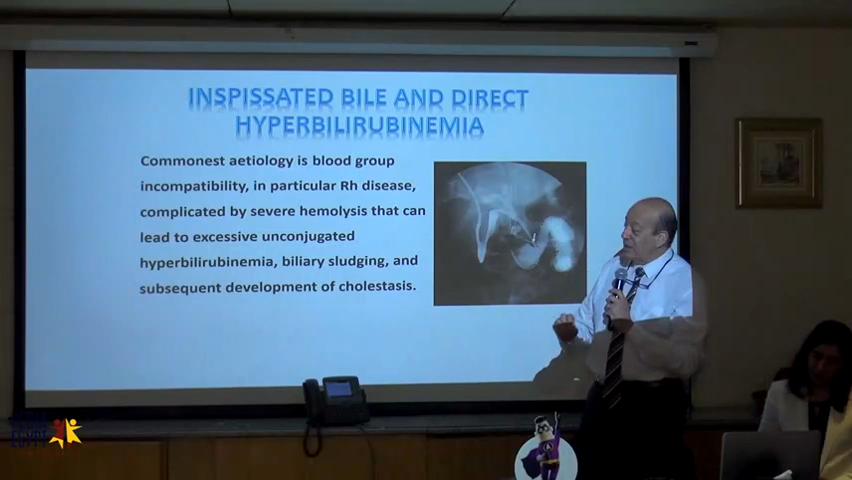 INSPISSATED BILE AND DIRECT
HYPERBILIRUBINEMIA
Commonest aetiology is blood group
incompatibility, in particular Rh disease,
complicated by severe hemolysis that can
lead to excessive unconjugated
hyperbilirubinemia, biliary sludging, and
subsequent development of cholestasis.
EGYPT